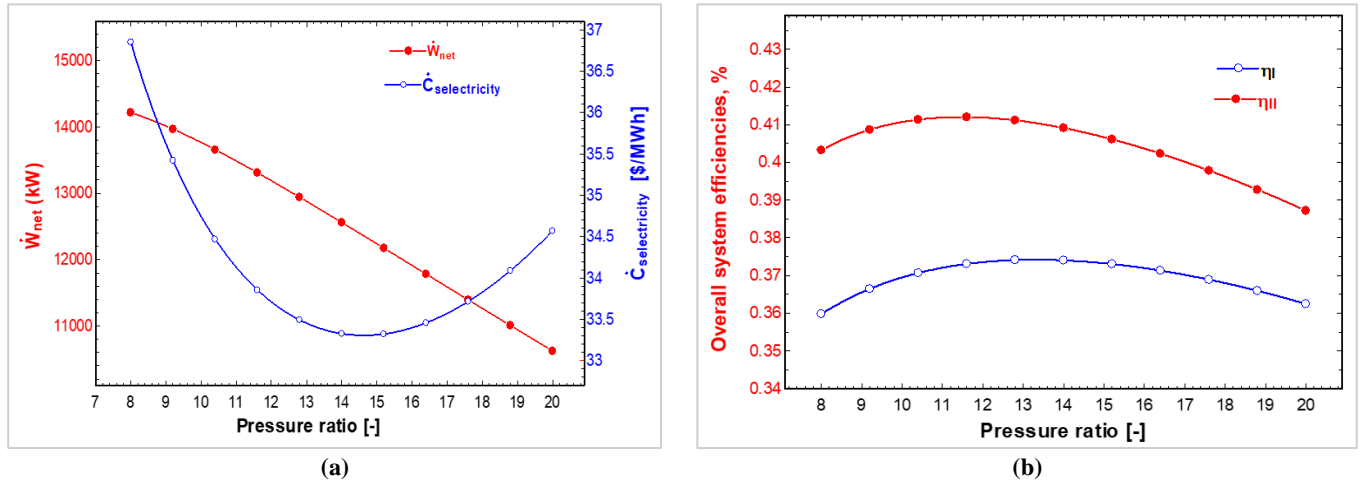 15000
14000
13000
12000
11000
Ẇnet (kW)
Ẇnet
Ċselectricity
37
36.5
36
35.5
35
34.5
34
33.5
33
Ċselectricity [$/MWh]
7 8 9 10 11 12 13 14 15 16 17 18 19 20
Pressure ratio [-]
(a)
0.43
0.42
0.41
0.4
0.39
0.38
0.37
0.36
0.35
0.34
Overall system efficiencies, %
ηI
ηII
8 9 10 11 12 13 14 15 16 17 18 19 20
Pressure ratio [-]
(b)